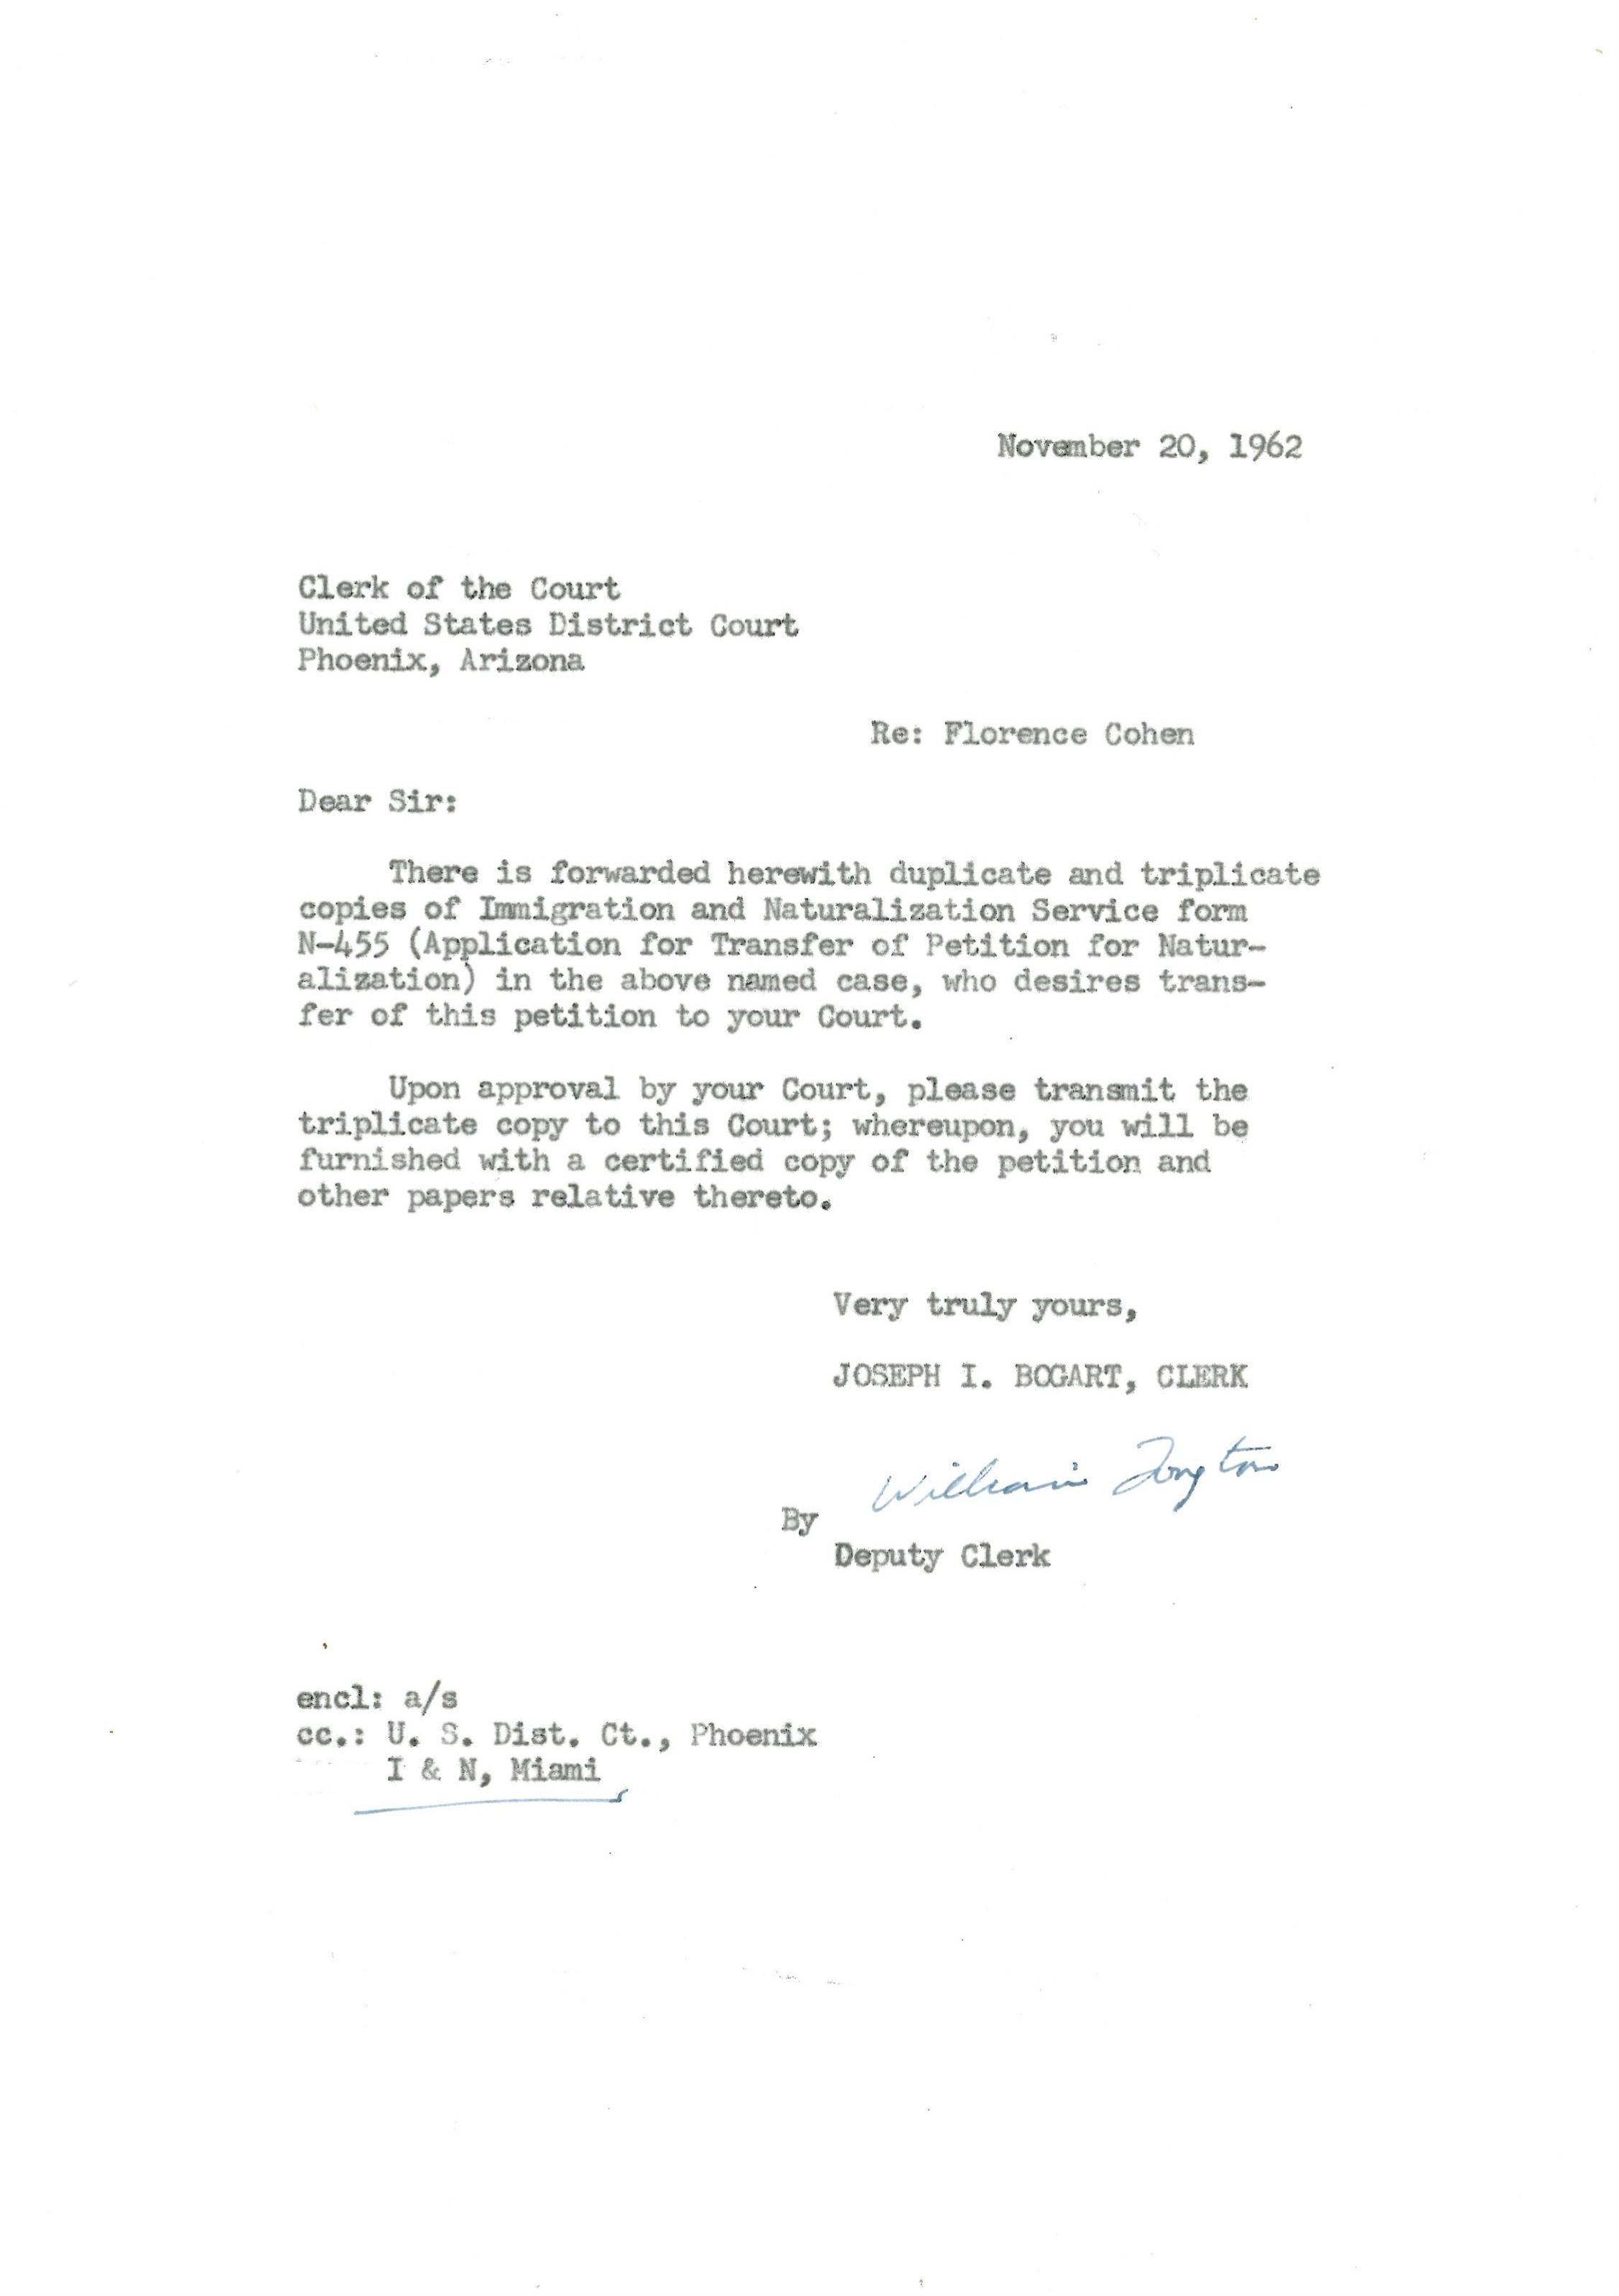 November 20, 1962
Clerk of the Court
United States District Court
Phoenix, Arizona
Re: Florence Cohen
Dear Sir:
There is forwarded herewith duplicate and triplicate
copies of Immigration and Naturalization Service form
N-455 (Application for Transfer of Petition for Natur-
alization) in the above named case, who desires trans-
fer of this petition to your Court.
Upon approval by your Court, please transmit the
triplicate copy to this Court; whereupon, you will be
furnished with a certified copy of the petition and
other papers relative thereto.
Very truly yours,
JOSEPH I. BOGART, CLERK
William
By
Deputy Clerk
encl: a/s
cc.: U. S. Dist. Ct., Phoenix
I & N, Miami